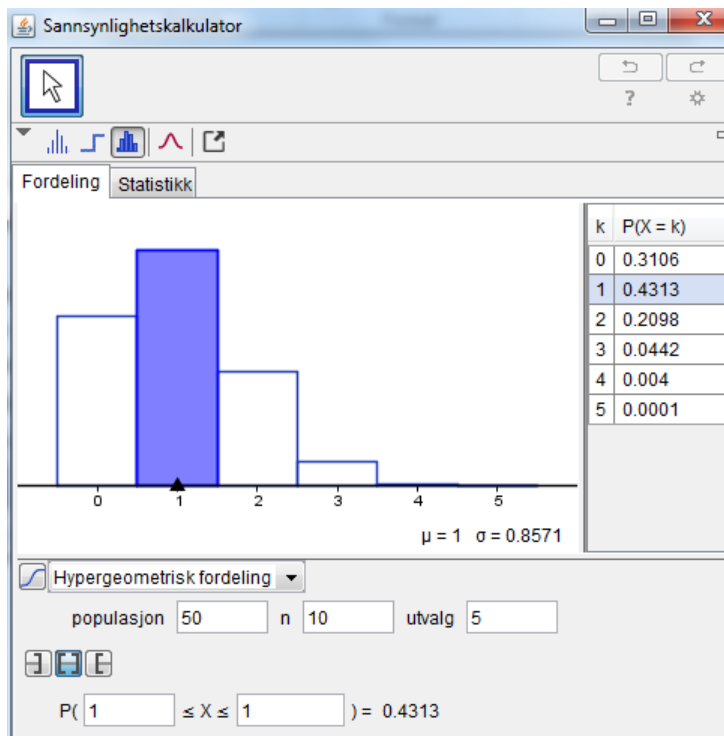 Sannsynlighetskalkulator
?
Fordeling Statistikk
k P(X = k)
0 0.3106
1 0.4313
2 0.2098
3 0.0442
4 0.004
5 0.0001
0 1 2 3 4 5
μ = 1 σ = 0.8571
Hypergeometrisk fordeling
populasjon 50 n 10 utvalg 5
P( 1 ≤ X ≤ 1 ) = 0.4313